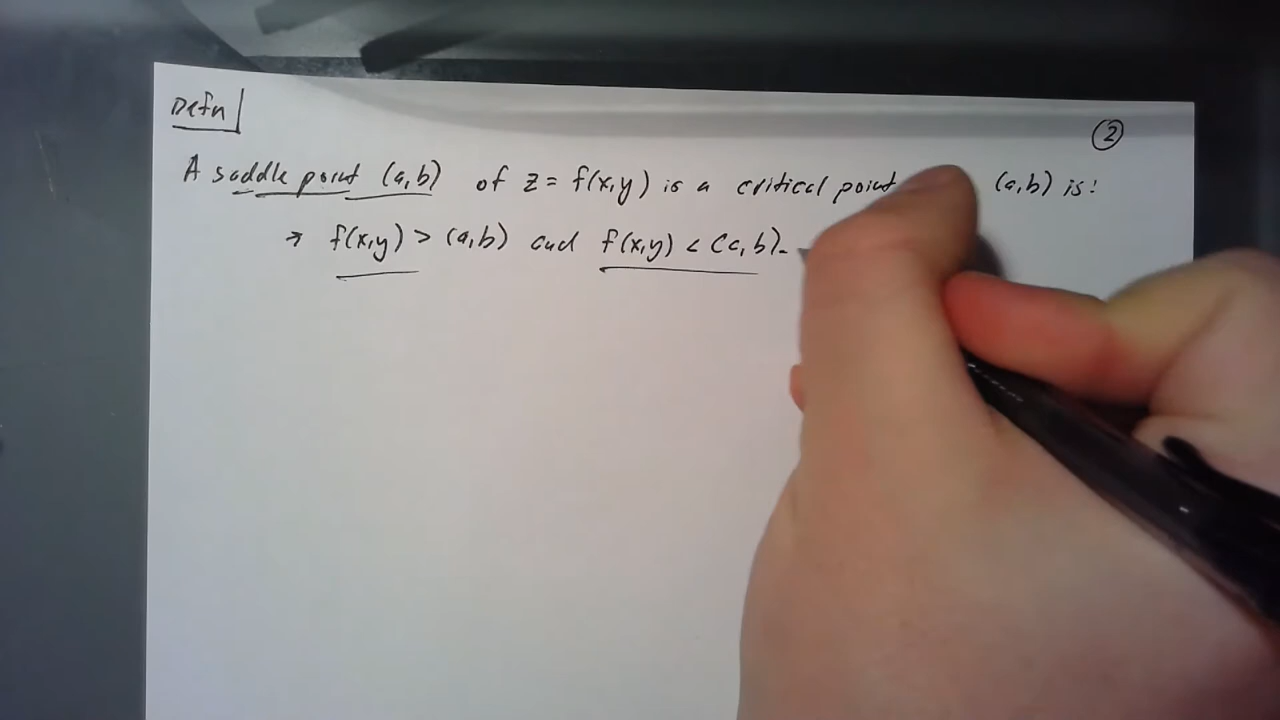 Defn
2
A saddle point (a,b) of z = f(x,y) is a critical point (a,b) is:
→ f(x,y) > (a,b) and f(x,y) < (a,b).